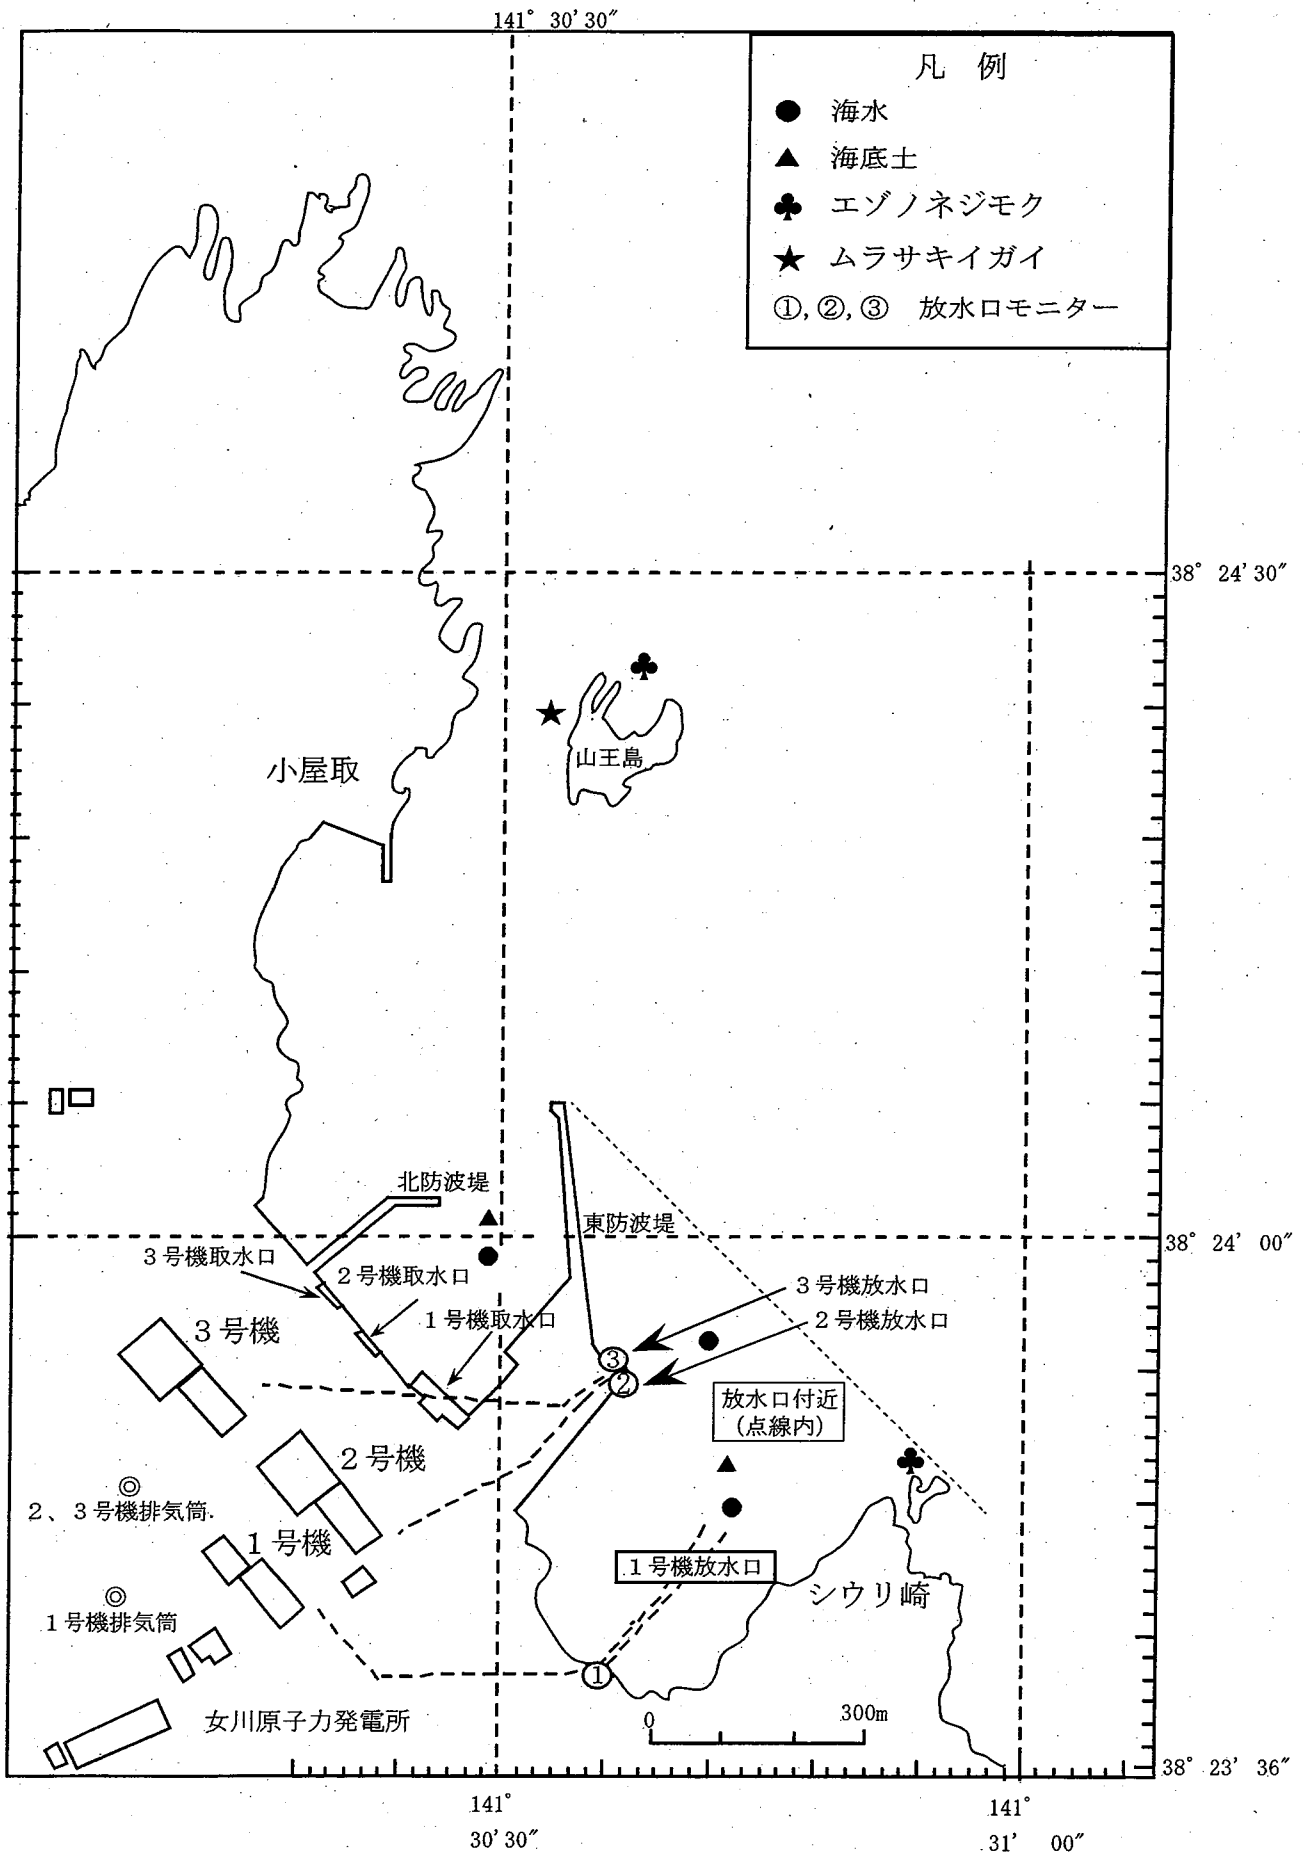 141° 30′30″
凡 例
● 海水
▲ 海底土
♣ エゾノネジモク
★ ムラサキイガイ
①,②,③ 放水口モニター
38° 24′30″
山王島
小屋取
北防波堤
東防波堤
38° 24′ 00″
3号機取水口
2号機取水口
1号機取水口
3号機放水口
2号機放水口
3号機
③
②
放水口付近
(点線内)
2号機
2、3号機排気筒
1号機
1号機放水口
シウリ崎
1号機排気筒
①
女川原子力発電所
0 300m
38° 23′ 36″
141°
30′30″
141°
31′ 00″